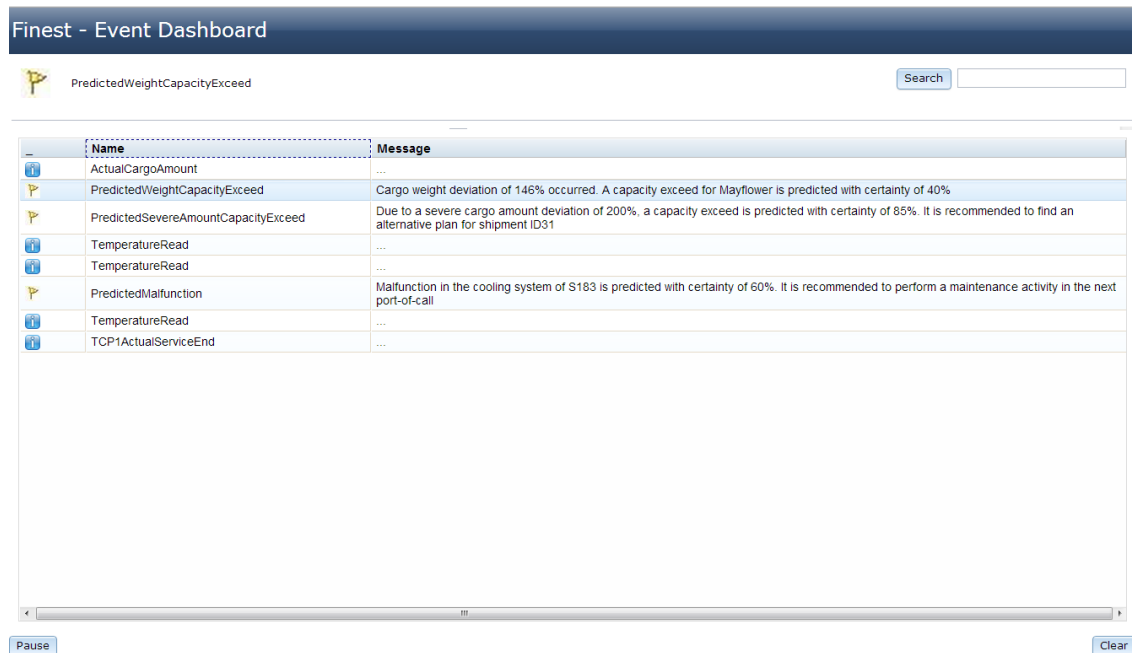 Finest - Event Dashboard
PredictedWeightCapacityExceed
Search
_ Name Message
ActualCargoAmount ...
PredictedWeightCapacityExceed Cargo weight deviation of 146% occurred. A capacity exceed for Mayflower is predicted with certainty of 40%
PredictedSevereAmountCapacityExceed Due to a severe cargo amount deviation of 200%, a capacity exceed is predicted with certainty of 85%. It is recommended to find an
alternative plan for shipment ID31
TemperatureRead ...
TemperatureRead ...
PredictedMalfunction Malfunction in the cooling system of S183 is predicted with certainty of 60%. It is recommended to perform a maintenance activity in the next
port-of-call
TemperatureRead ...
TCP1ActualServiceEnd ...
Pause
Clear